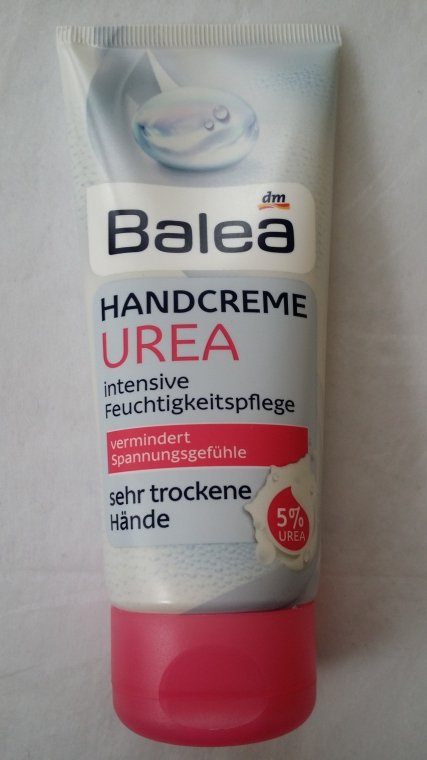 dm
Balea
HANDCREME
UREA
intensive
Feuchtigkeitspflege
vermindert
Spannungsgefühle
sehr trockene
Hände
5%
UREA